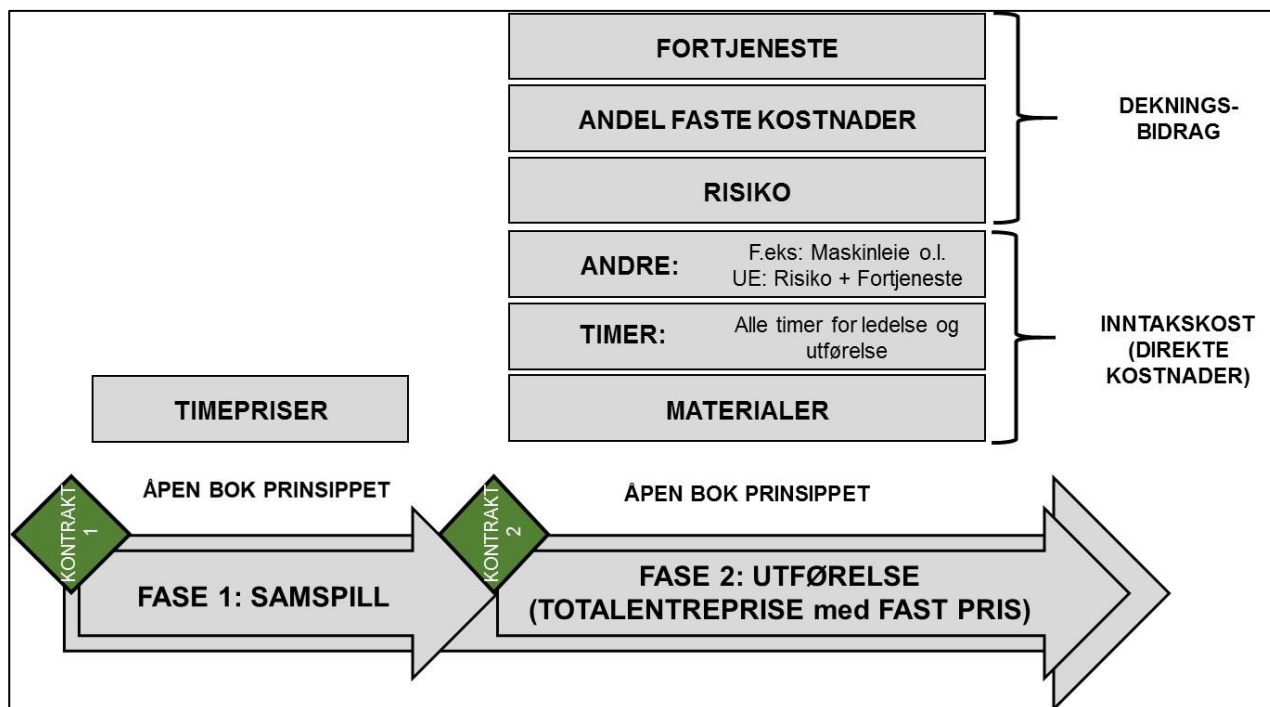 FORTJENESTE
ANDEL FASTE KOSTNADER
RISIKO
DEKNINGS-
BIDRAG
ANDRE:
F.eks: Maskinleie o.l.
UE: Risiko + Fortjeneste
TIMER:
Alle timer for ledelse og
utførelse
MATERIALER
INNTAKSKOST
(DIREKTE
KOSTNADER)
TIMEPRISER
KONTRAKT
1
ÅPEN BOK PRINSIPPET
FASE 1: SAMSPILL
KONTRAKT
2
ÅPEN BOK PRINSIPPET
FASE 2: UTFØRELSE
(TOTALENTREPRISE med FAST PRIS)